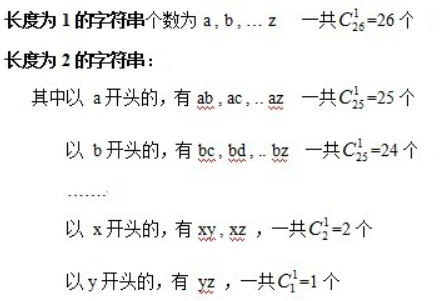 长度为 1 的字符串个数为 a , b , … z 一共$C_{26}^{1}$=26 个
长度为 2 的字符串：
其中以 a 开头的，有 ab , ac , .. az 一共$C_{25}^{1}$=25 个
以 b 开头的，有 bc , bd , .. bz 一共$C_{25}^{1}$=24 个
…….
以 x 开头的，有 xy , xz ，一共$C_{2}^{1}$=2 个
以 y 开头的，有 yz ，一共$C_{1}^{1}$=1 个